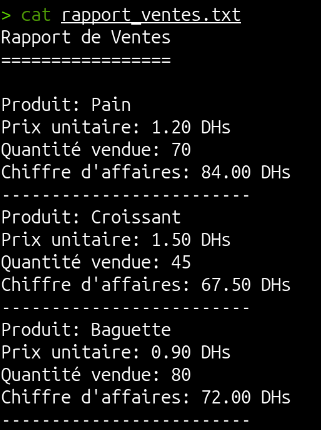 > cat rapport_ventes.txt
Rapport de Ventes
=================
Produit: Pain
Prix unitaire: 1.20 DHs
Quantité vendue: 70
Chiffre d'affaires: 84.00 DHs
-------------------------
Produit: Croissant
Prix unitaire: 1.50 DHs
Quantité vendue: 45
Chiffre d'affaires: 67.50 DHs
-------------------------
Produit: Baguette
Prix unitaire: 0.90 DHs
Quantité vendue: 80
Chiffre d'affaires: 72.00 DHs
-------------------------